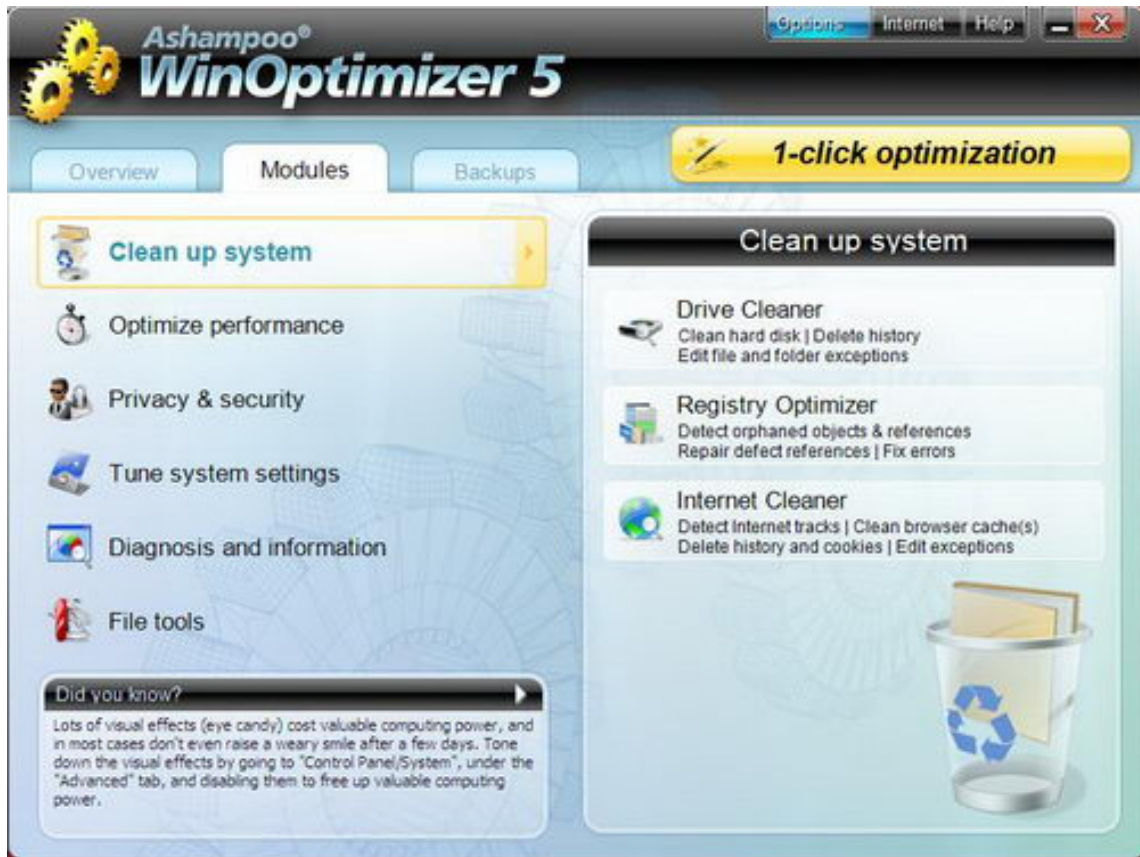 Ashampoo®
WinOptimizer 5
Options Internet Help
Overview Modules Backups
1-click optimization
Clean up system
Optimize performance
Privacy & security
Tune system settings
Diagnosis and information
File tools
Did you know?
Lots of visual effects (eye candy) cost valuable computing power, and
in most cases don't even raise a weary smile after a few days. Tone
down the visual effects by going to "Control Panel/System", under the
"Advanced" tab, and disabling them to free up valuable computing
power.
Clean up system
Drive Cleaner
Clean hard disk | Delete history
Edit file and folder exceptions
Registry Optimizer
Detect orphaned objects & references
Repair defect references | Fix errors
Internet Cleaner
Detect Internet tracks | Clean browser cache(s)
Delete history and cookies | Edit exceptions